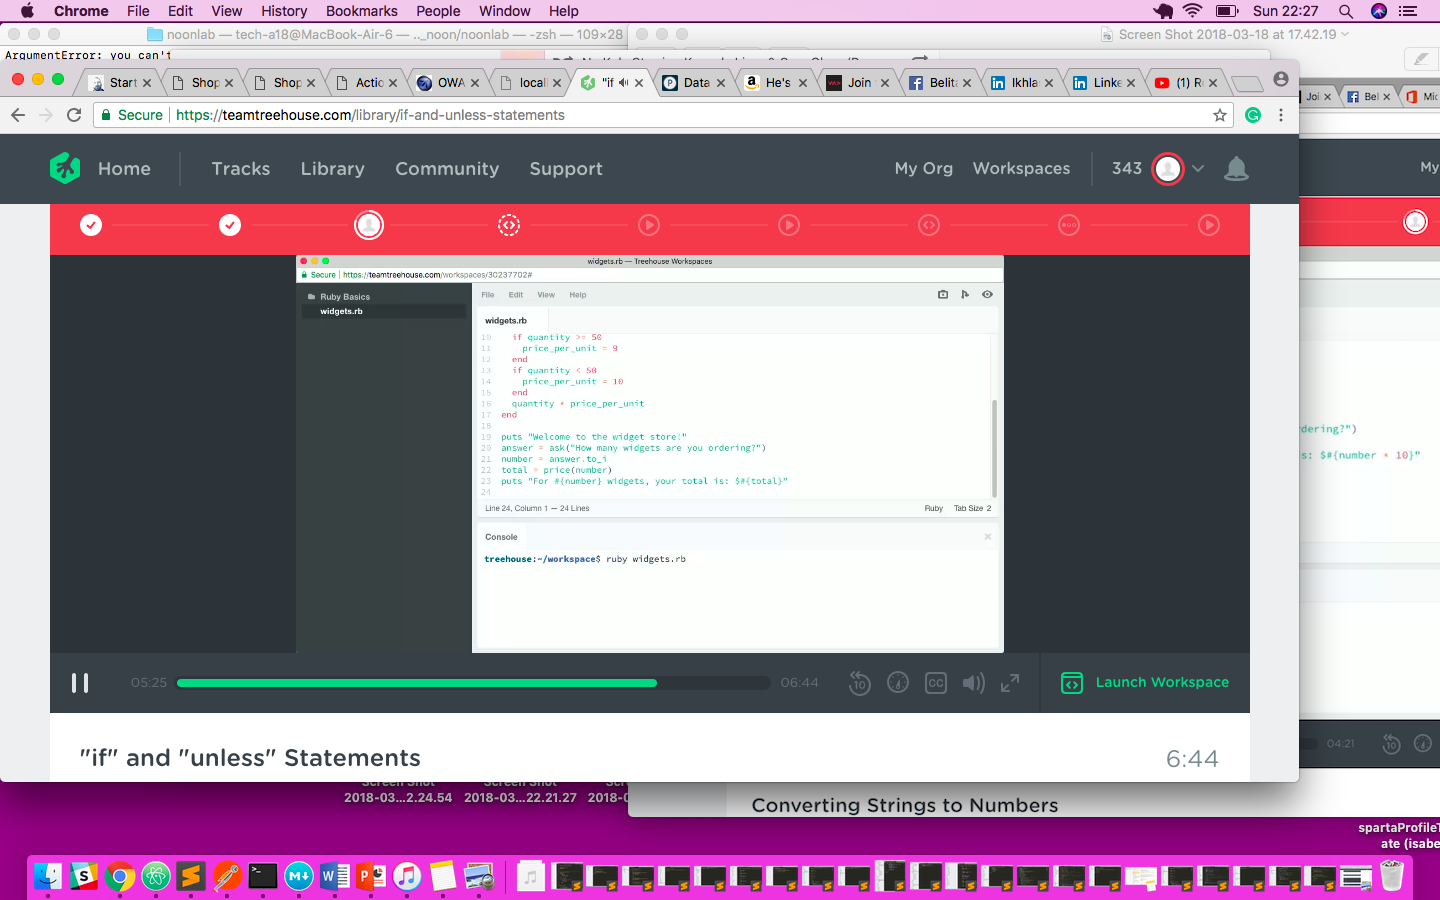 Chrome File Edit View History Bookmarks People Window Help Sun 22:27
noonlab — tech-a18@MacBook-Air-6 — .._noon/noonlab — -zsh — 109×28
Screen Shot 2018-03-18 at 17.42.19
ArgumentError: you can't
Start Shop Shop Actio OWA locall "if Data He's Join Belit Ikhla Linke (1) R
Joi Bel Mic
Secure https://teamtreehouse.com/library/if-and-unless-statements
Home Tracks Library Community Support My Org Workspaces 343
My
widgets.rb — Treehouse Workspaces
Secure https://teamtreehouse.com/workspaces/30237702#
Ruby Basics
widgets.rb
File Edit View Help
widgets.rb
10 if quantity >= 50
11 price_per_unit = 9
12 end
13 if quantity < 50
14 price_per_unit = 10
15 end
16 quantity * price_per_unit
17 end
18
19 puts "Welcome to the widget store!"
20 answer = ask("How many widgets are you ordering?")
21 number = answer.to_i
22 total = price(number)
23 puts "For #{number} widgets, your total is: $#{total}"
24
Line 24, Column 1 — 24 Lines Ruby Tab Size 2
Console
treehouse:~/workspace$ ruby widgets.rb
dering?")
s: $#{number * 10}"
05:25 06:44 10 CC Launch Workspace
04:21 10
"if" and "unless" Statements 6:44
Converting Strings to Numbers
Screen Shot
2018-03...2.24.54
Screen Shot
2018-03...22.21.27
Scr
2018-0
spartaProfileT
ate (isabe